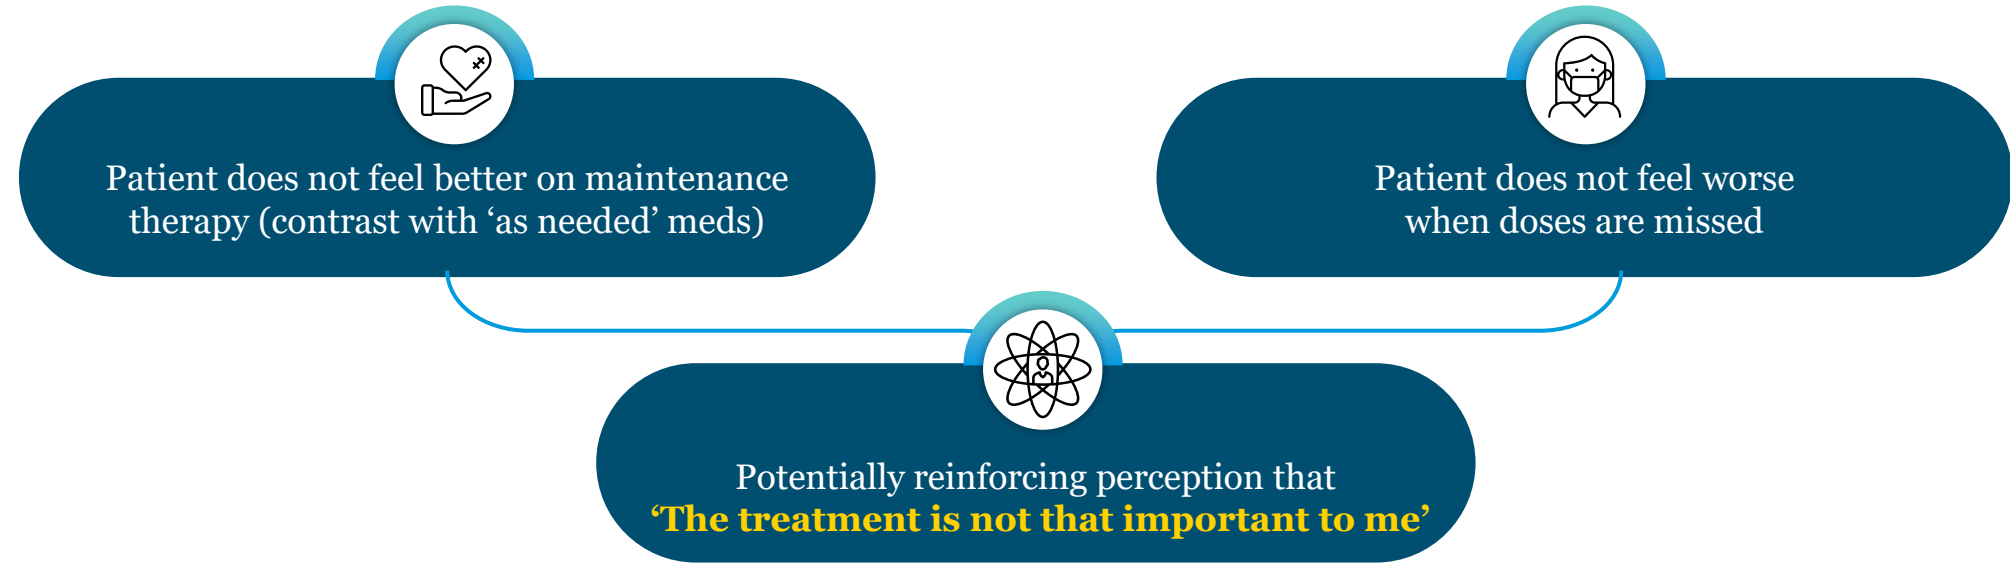 Patient does not feel better on maintenance
therapy (contrast with ‘as needed’ meds)
Patient does not feel worse
when doses are missed
Potentially reinforcing perception that
‘The treatment is not that important to me’